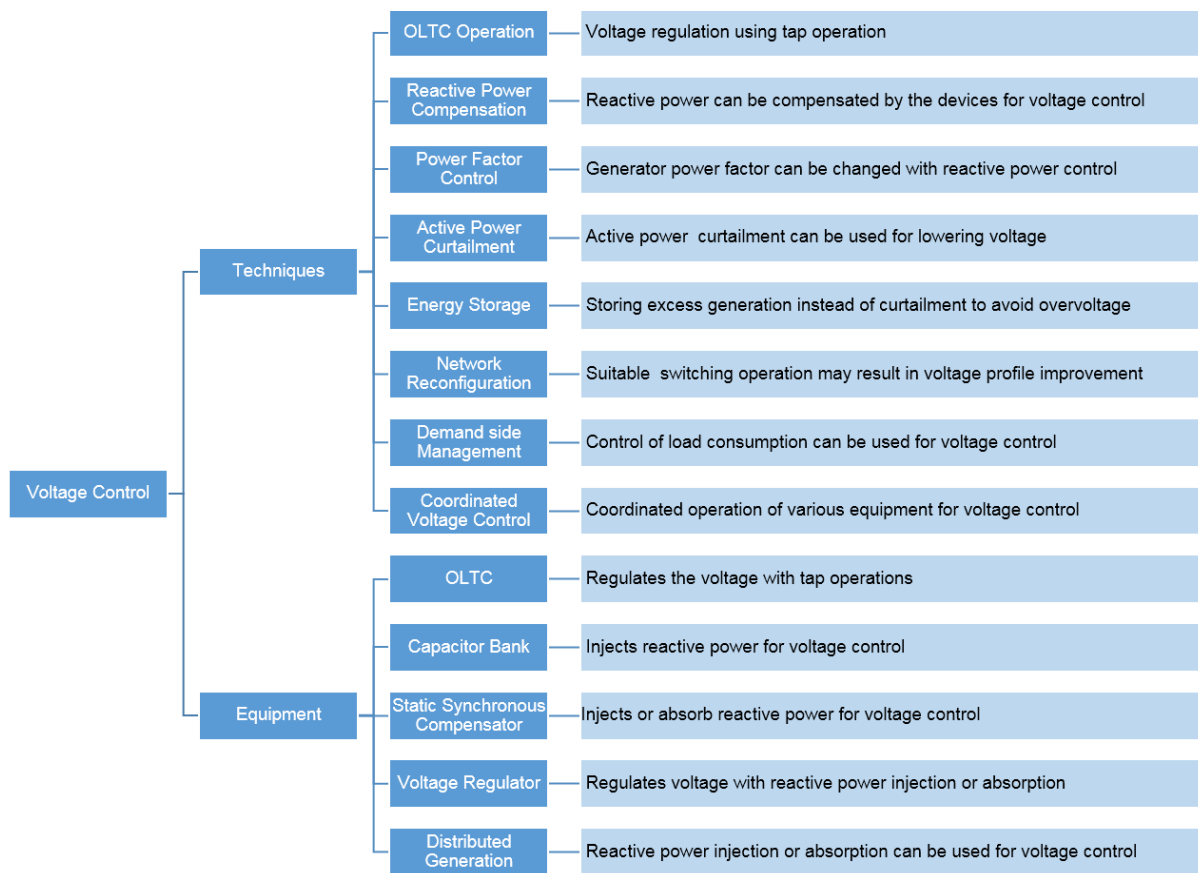 OLTC Operation
Voltage regulation using tap operation
Reactive Power
Compensation
Reactive power can be compensated by the devices for voltage control
Power Factor
Control
Generator power factor can be changed with reactive power control
Active Power
Curtailment
Active power  curtailment can be used for lowering voltage
Techniques
Energy Storage
Storing excess generation instead of curtailment to avoid overvoltage
Network
Reconfiguration
Suitable  switching operation may result in voltage profile improvement
Demand side
Management
Control of load consumption can be used for voltage control
Voltage Control
Coordinated
Voltage Control
Coordinated operation of various equipment for voltage control
OLTC
Regulates the voltage with tap operations
Capacitor Bank
Injects reactive power for voltage control
Equipment
Static Synchronous
Compensator
Injects or absorb reactive power for voltage control
Voltage Regulator
Regulates voltage with reactive power injection or absorption
Distributed
Generation
Reactive power injection or absorption can be used for voltage control